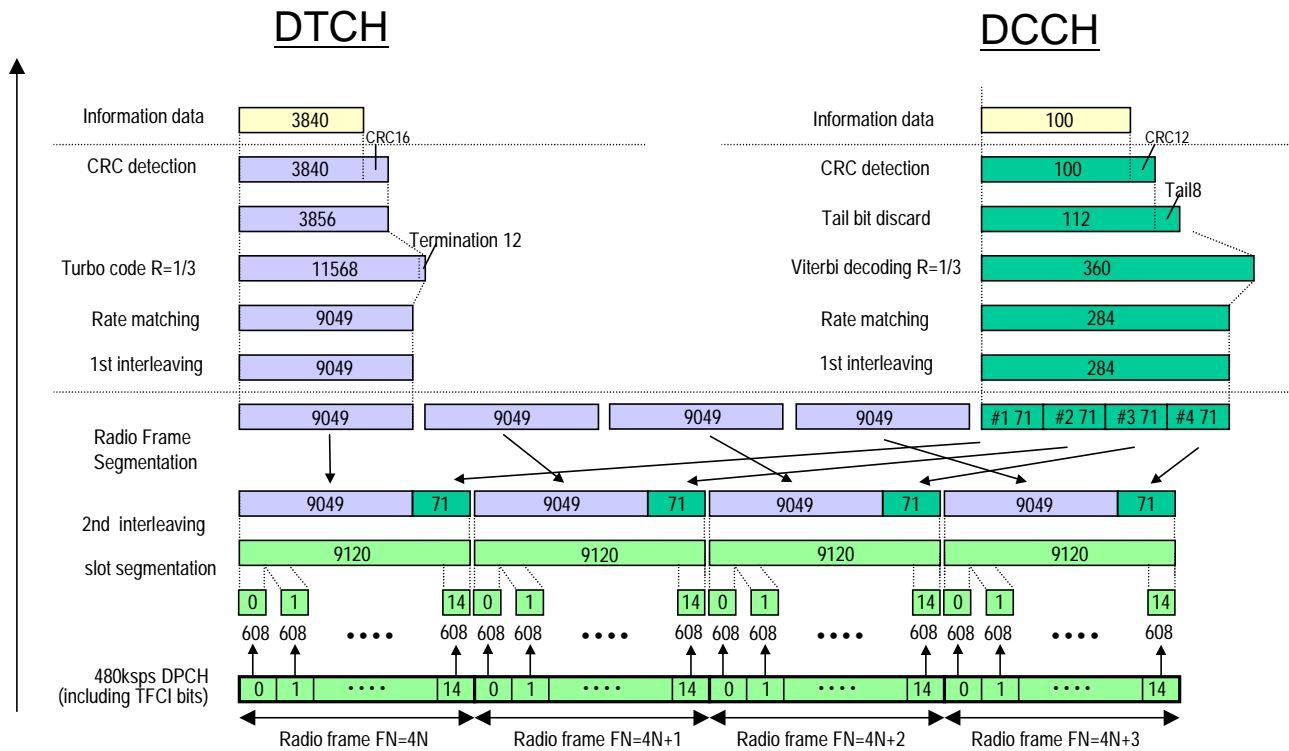 DTCH DCCH
Information data 3840 Information data 100
CRC16 CRC12
CRC detection 3840 CRC detection 100
Tail8
3856 Tail bit discard 112
Termination 12
Turbo code R=1/3 11568 Viterbi decoding R=1/3 360
Rate matching 9049 Rate matching 284
1st interleaving 9049 1st interleaving 284
9049 9049 9049 9049 #1 71 #2 71 #3 71 #4 71
Radio Frame
Segmentation
9049 71 9049 71 9049 71 9049 71
2nd interleaving
9120 9120 9120 9120
slot segmentation
0 1 14 0 1 14 0 1 14 0 1 14
608 608 •••• 608 608 608 •••• 608 608 608 •••• 608 608 608 •••• 608
480ksps DPCH
(including TFCI bits)
0 1 •••• 14 0 1 •••• 14 0 1 •••• 14 0 1 •••• 14
Radio frame FN=4N Radio frame FN=4N+1 Radio frame FN=4N+2 Radio frame FN=4N+3